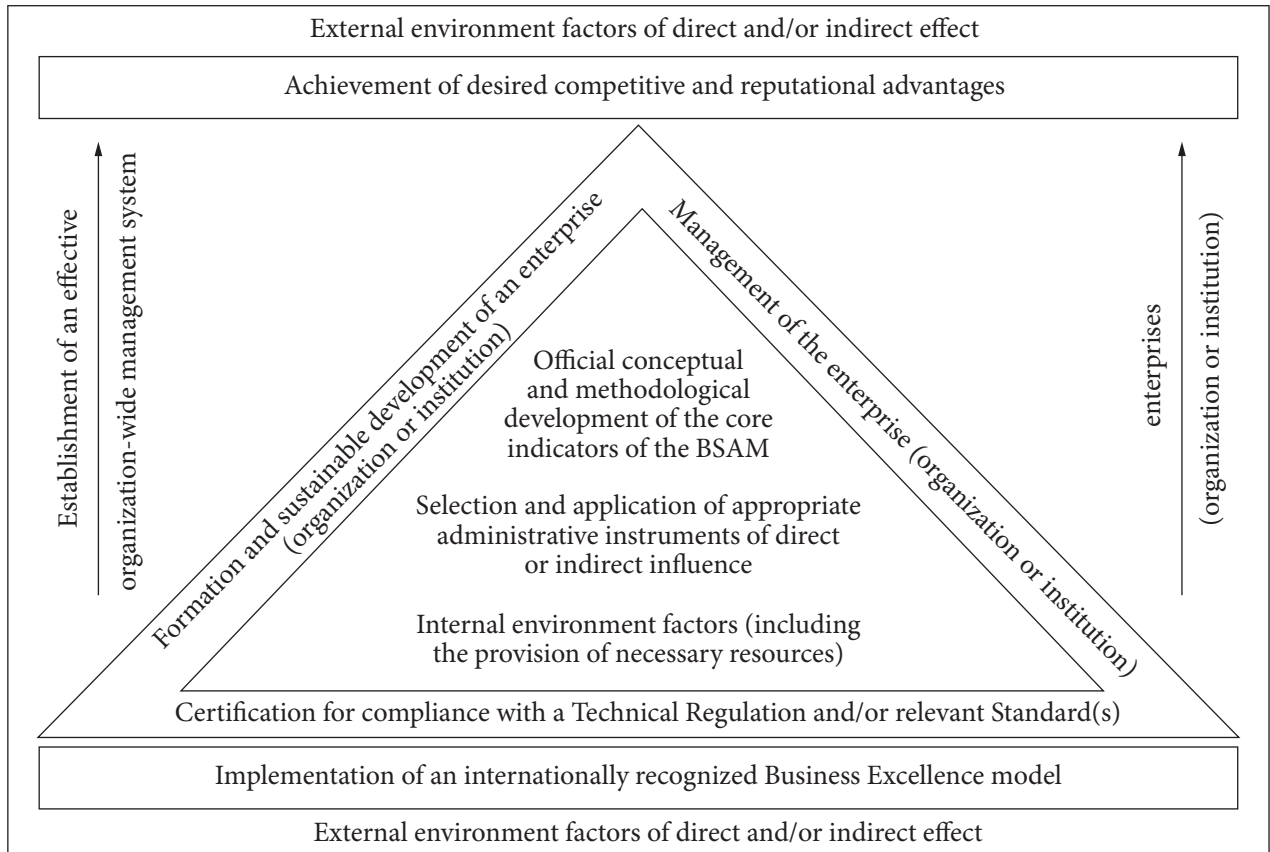 External environment factors of direct and/or indirect effect
Achievement of desired competitive and reputational advantages
Establishment of an effective
organization-wide management system
Formation and sustainable development of an enterprise
(organization or institution)
Management of the enterprise (organization or institution)
enterprises
(organization or institution)
Official conceptual
and methodological
development of the core
indicators of the BSAM
Selection and application of appropriate
administrative instruments of direct
or indirect influence
Internal environment factors (including
the provision of necessary resources)
Certification for compliance with a Technical Regulation and/or relevant Standard(s)
Implementation of an internationally recognized Business Excellence model
External environment factors of direct and/or indirect effect